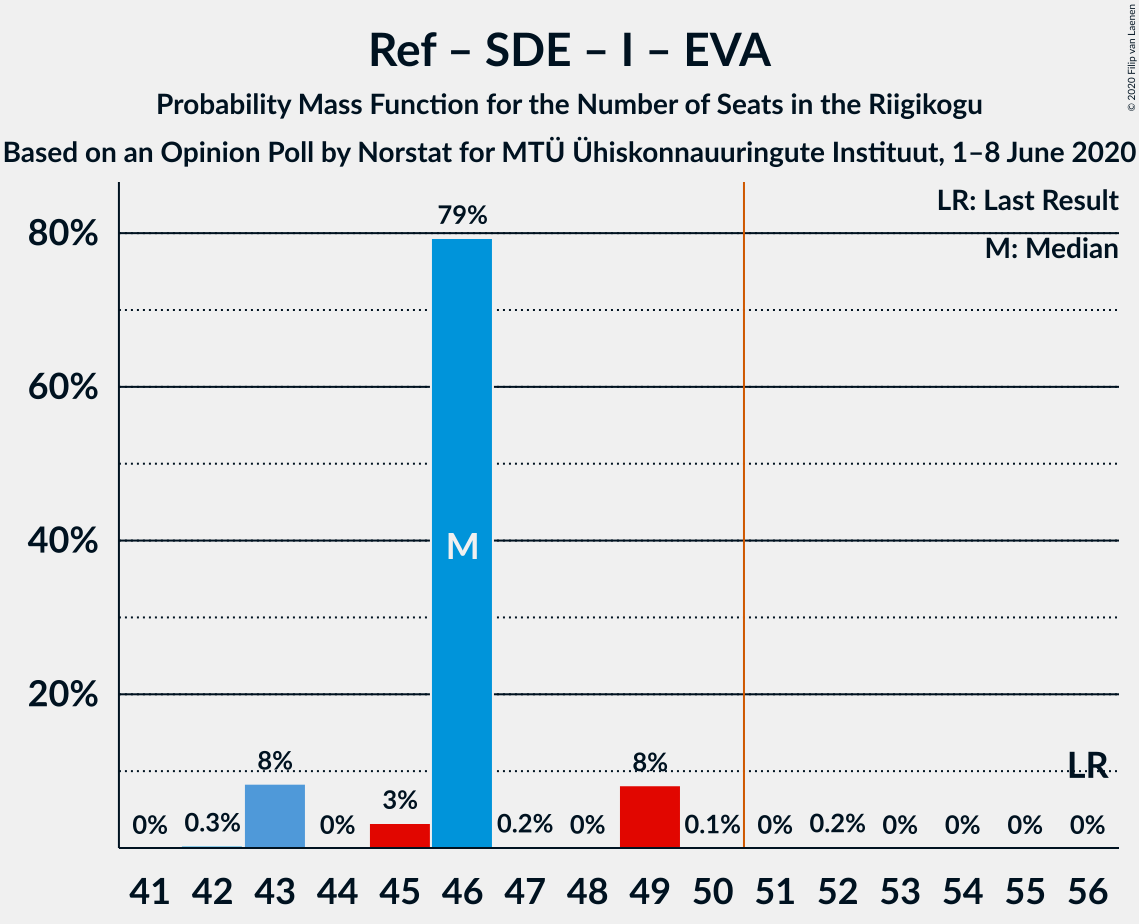 Ref – SDE – I – EVA
Probability Mass Function for the Number of Seats in the Riigikogu
Based on an Opinion Poll by Norstat for MTÜ Ühiskonnauuringute Instituut, 1–8 June 2020
© 2020 Filip van Laenen
LR: Last Result
M: Median
80%
60%
40%
20%
79%
M
0% 0.3% 8% 0% 3% 0.2% 0% 8% 0.1% 0% 0.2% 0% 0% 0% 0%
LR
41 42 43 44 45 46 47 48 49 50 51 52 53 54 55 56